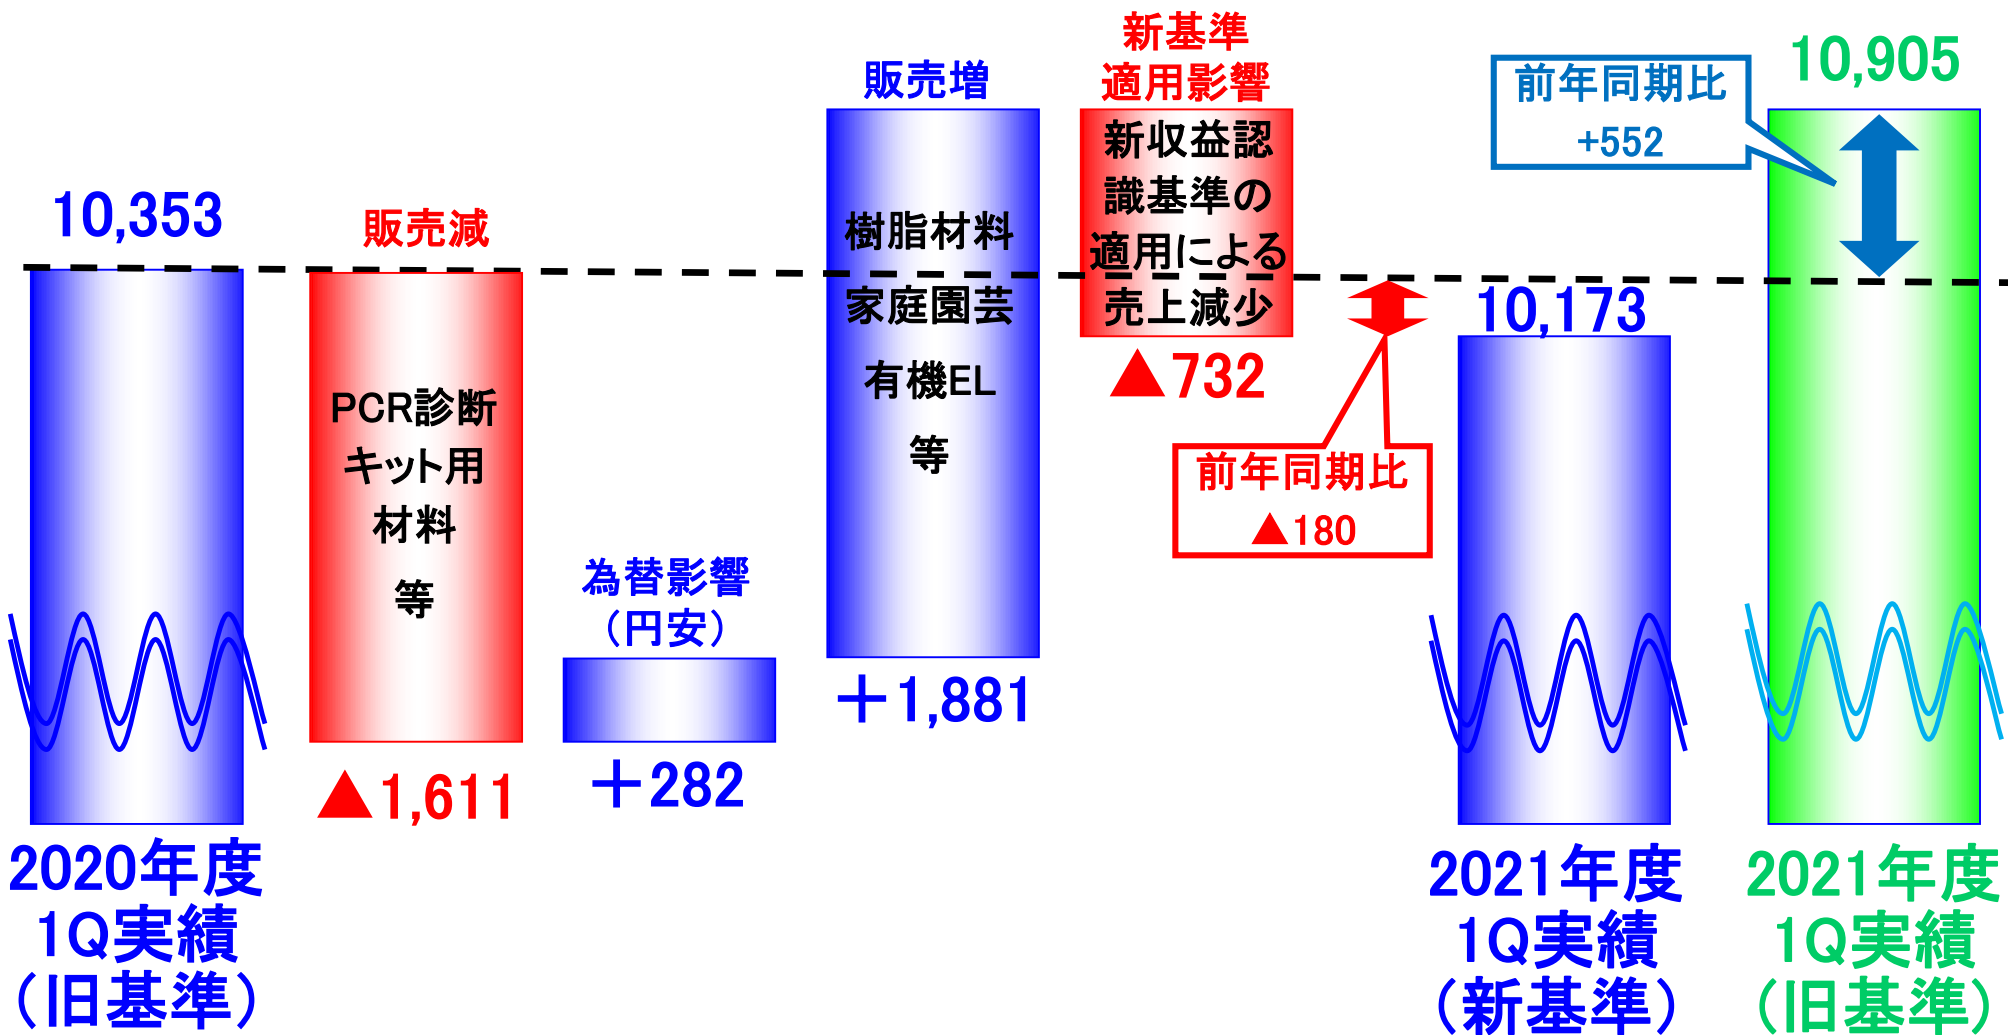 10,353
2020年度
1Q実績
（旧基準）
販売減
PCR診断
キット用
材料
等
▲1,611
為替影響
（円安）
＋282
販売増
樹脂材料
家庭園芸
有機EL
等
＋1,881
新基準
適用影響
新収益認
識基準の
適用による
売上減少
▲732
前年同期比
▲180
10,173
2021年度
1Q実績
（新基準）
前年同期比
+552
10,905
2021年度
1Q実績
（旧基準）